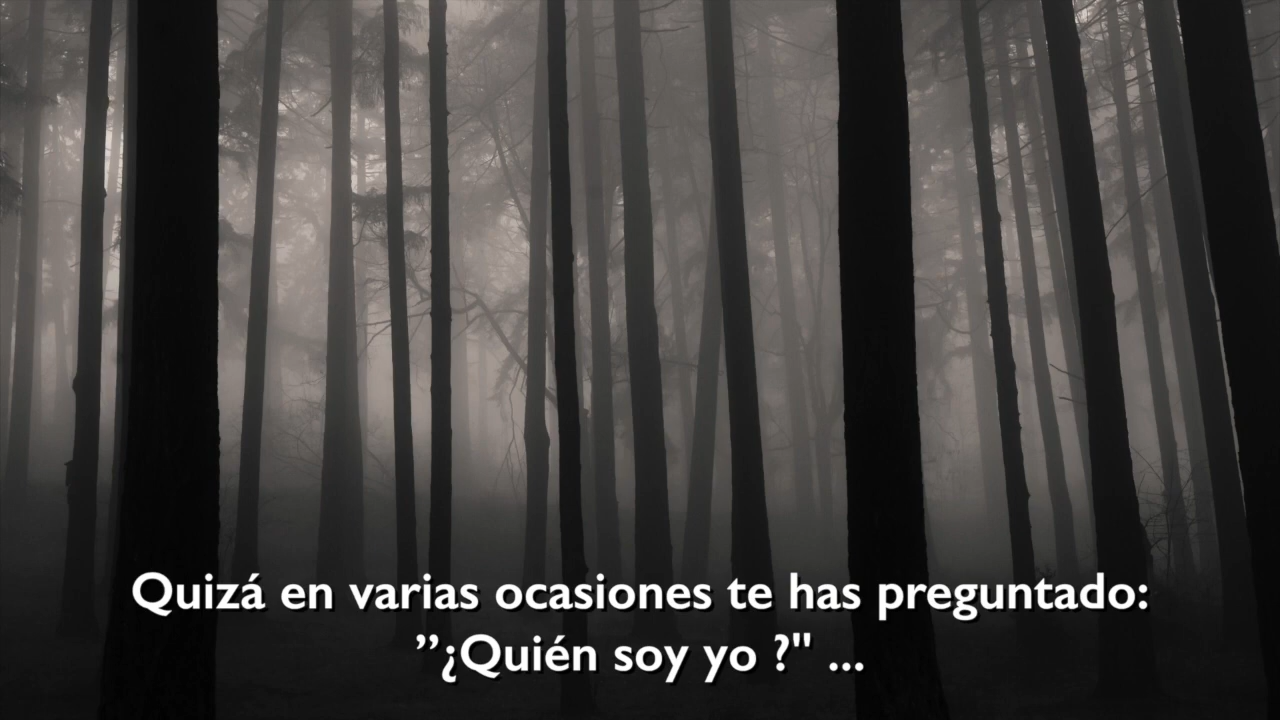 Quizá en varias ocasiones te has preguntado:
”¿Quién soy yo ?" ...